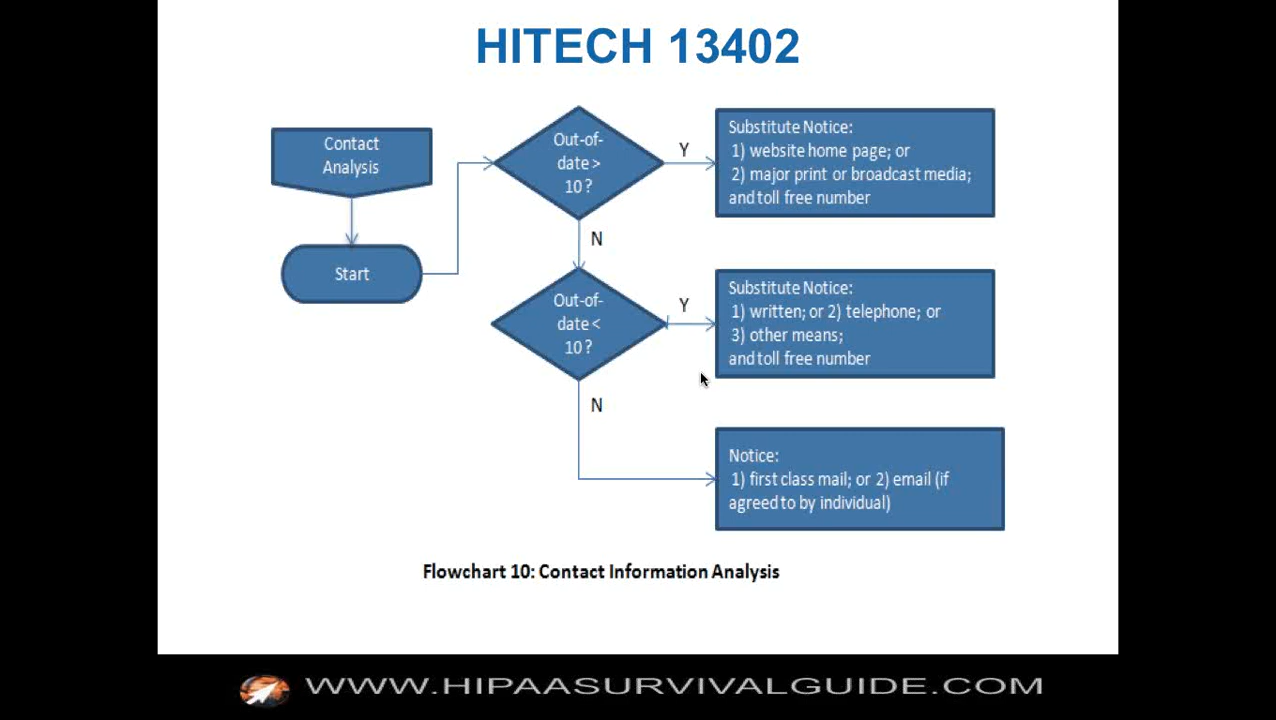 HITECH 13402
Contact
Analysis
Start
Out-of-
date >
10?
Y
N
Substitute Notice:
1) website home page; or
2) major print or broadcast media;
and toll free number
Out-of-
date <
10?
Y
N
Substitute Notice:
1) written; or 2) telephone; or
3) other means;
and toll free number
Notice:
1) first class mail; or 2) email (if
agreed to by individual)
Flowchart 10: Contact Information Analysis
WWW.HIPAASURVIVALGUIDE.COM